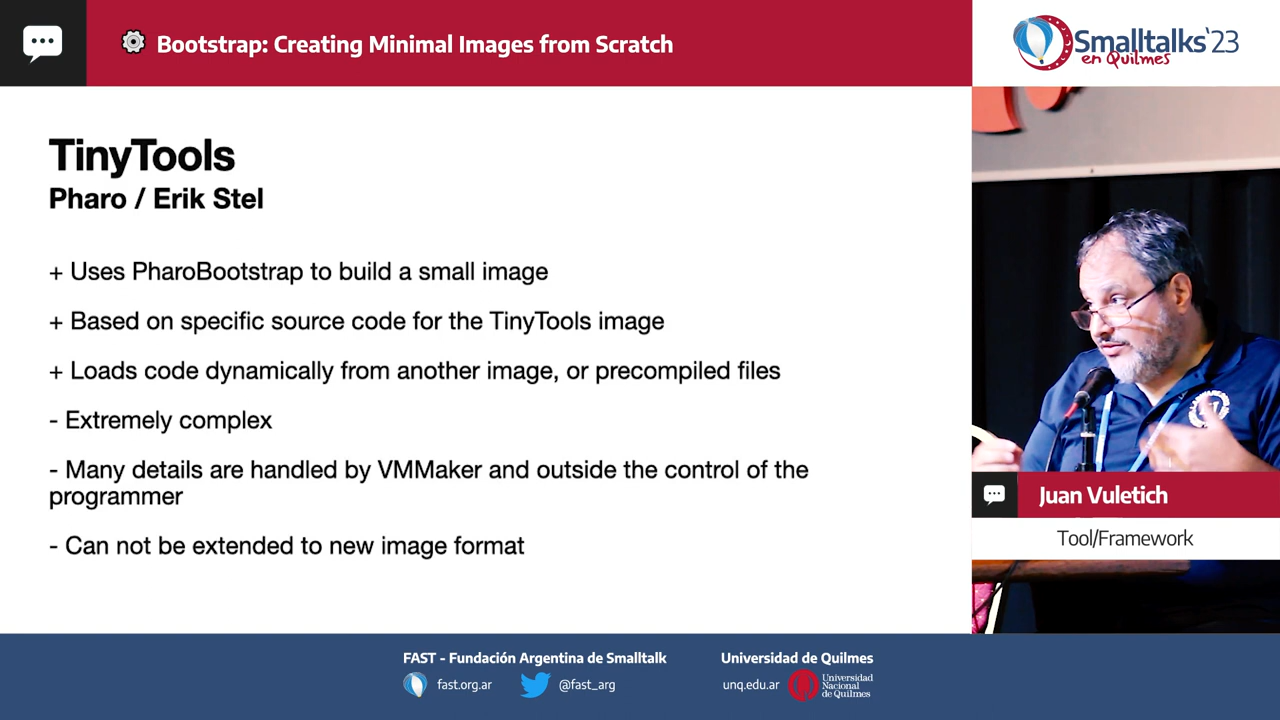 Bootstrap: Creating Minimal Images from Scratch
Smalltalks'23
en Quilmes
TinyTools
Pharo / Erik Stel
+ Uses PharoBootstrap to build a small image
+ Based on specific source code for the TinyTools image
+ Loads code dynamically from another image, or precompiled files
- Extremely complex
- Many details are handled by VMMaker and outside the control of the
programmer
- Can not be extended to new image format
Juan Vuletich
Tool/Framework
FAST - Fundación Argentina de Smalltalk
fast.org.ar
@fast_arg
Universidad de Quilmes
unq.edu.ar
Universidad
Nacional
de Quilmes